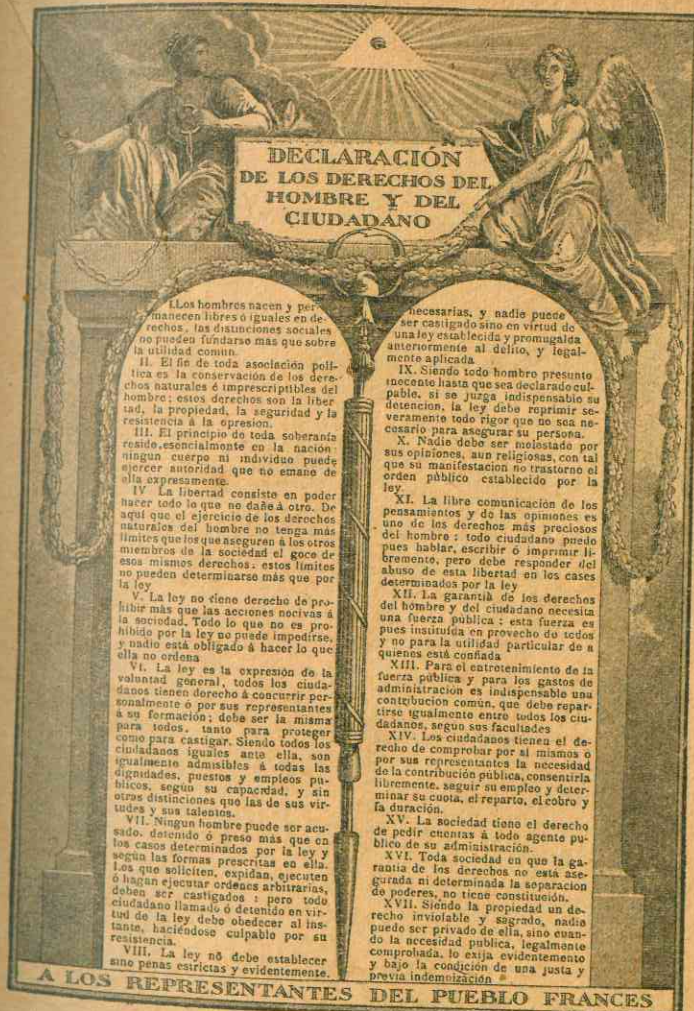 DECLARACIÓN
DE LOS DERECHOS DEL
HOMBRE Y DEL
CIUDADANO
I. Los hombres nacen y per-
manecen libres é iguales en de-
rechos, las distinciones sociales
no pueden fundarse más que sobre
la utilidad común.
II. El fin de toda asociación polí-
tica es la conservación de los dere-
chos naturales é imprescriptibles del
hombre; estos derechos son la liber
tad, la propiedad, la seguridad y la
resistencia à la opresión.
III. El principio de toda soberanía
reside, esencialmente en la nación:
ningun cuerpo ni individuo puede
ejercer autoridad que no emane de
ella expresamente.
IV La libertad consiste en poder
hacer todo lo que no dañe à otro. De
aquí que el ejercicio de los derechos
naturales del hombre no tenga más
límites que los que aseguren á los otros
miembros de la sociedad el goce de
esos mismos derechos: estos límites
no pueden determinarse más que por
la ley
V. La ley no tiene derecho de pro-
hibir más que las acciones nocivas á
la sociedad. Todo lo que no es pro-
hibido por la ley no puede impedirse,
y nadie está obligado à hacer lo que
ella no ordena
VI. La ley es la expresión de la
voluntad general, todos los ciuda-
danos tienen derecho à concurrir per-
sonalmente ó por sus representantes
á su formación; debe ser la misma
para todos, tanto para proteger
como para castigar. Siendo todos los
ciudadanos iguales ante ella, son
igualmente admisibles à todas las
dignidades, puestos y empleos pú-
blicos, según su capacidad, y sin
otras distinciones que las de sus vir-
tudes y sus talentos.
VII. Ningun hombre puede ser acu-
sado, detenido ó preso más que en
los casos determinados por la ley y
según las formas prescritas en ella.
Los que soliciten, expidan, ejecuten
ó hagan ejecutar ordenes arbitrarias,
deben ser castigados : pero todo
ciudadano llamado ó detenido en vir-
tud de la ley debe obedecer al ins-
tante, haciéndose culpable por su
resistencia.
VIII. La ley nó debe establecer
sino penas estrictas y evidentemente.
necesarias, y nadie puede
ser castigado sino en virtud de
una ley establecida y promugalda
anteriormente al delito, y legal-
mente aplicada
IX. Siendo todo hombre presunto
inocente hasta que sea declarado cul-
pable, si se juzga indispensable su
detención, la ley debe reprimir se-
veramente todo rigor que no sea ne-
cesario para asegurar su persona.
X. Nadie debe ser molestado por
sus opiniones, aun religiosas, con tal
que su manifestacion no trastorne el
orden público establecido por la
ley.
XI. La libre comunicación de los
pensamientos y de las opiniones es
uno de los derechos más preciosos
del hombre : todo ciudadano puede
pues hablar, escribir ó imprimir li-
bremente, pero debe responder del
abuso de esta libertad en los casos
determinados por la ley
XII. La garantía de los derechos
del hombre y del ciudadano necesita
una fuerza pública : esta fuerza es
pues instituída en provecho de todos
y no para la utilidad particular de a
quienes está confiada
XIII. Para el entretenimiento de la
fuerza pública y para los gastos de
administración es indispensable una
contribución común, que debe repar-
tirse igualmente entre todos los ciu-
dadanos, según sus facultades
XIV. Los ciudadanos tienen el de-
recho de comprobar por sí mismos ó
por sus representantes la necesidad
de la contribución pública, consentirla
libremente, seguir su empleo y deter-
minar su cuota, el reparto, el cobro y
la duración.
XV. La sociedad tiene el derecho
de pedir cuentas à todo agente pu-
blico de su administración.
XVI. Toda sociedad en que la ga-
rantía de los derechos no está ase-
gurada ni determinada la separacion
de poderes, no tiene constitución.
XVII. Siendo la propiedad un de-
recho inviolable y sagrado, nadie
puede ser privado de ella, sino cuan-
do la necesidad publica, legalmente
comprobada, lo exija evidentemente
y bajo la condición de una justa y
previa indemnización
A LOS REPRESENTANTES DEL PUEBLO FRANCES